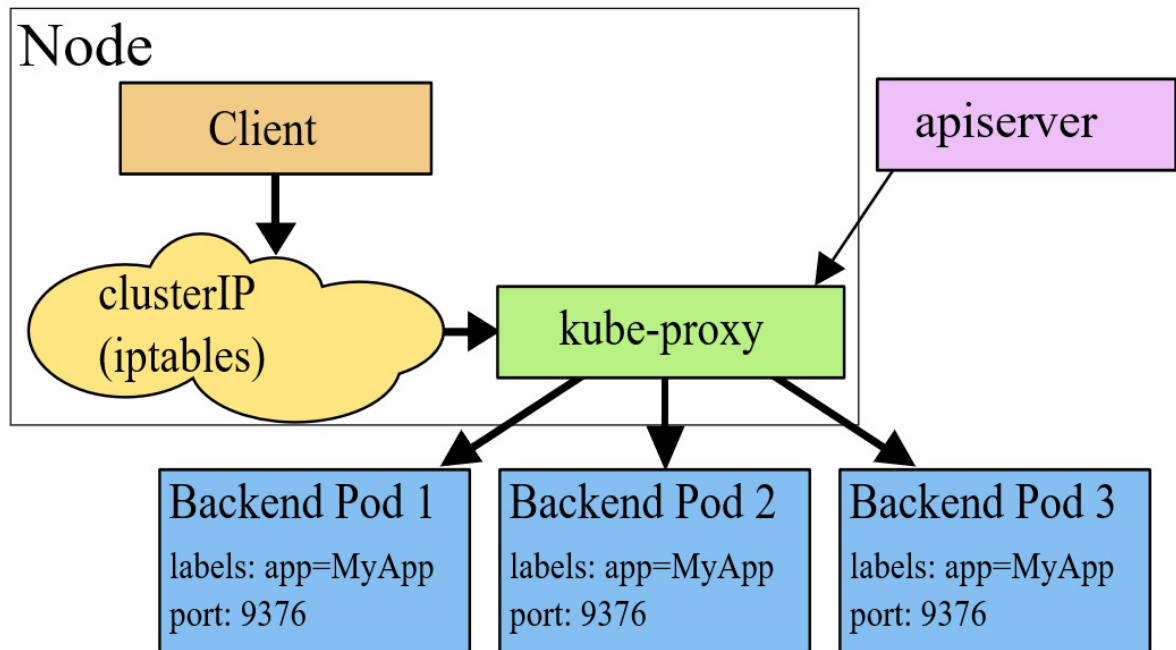 Node
Client
apiserver
clusterIP
(iptables)
kube-proxy
Backend Pod 1
labels: app=MyApp
port: 9376
Backend Pod 2
labels: app=MyApp
port: 9376
Backend Pod 3
labels: app=MyApp
port: 9376